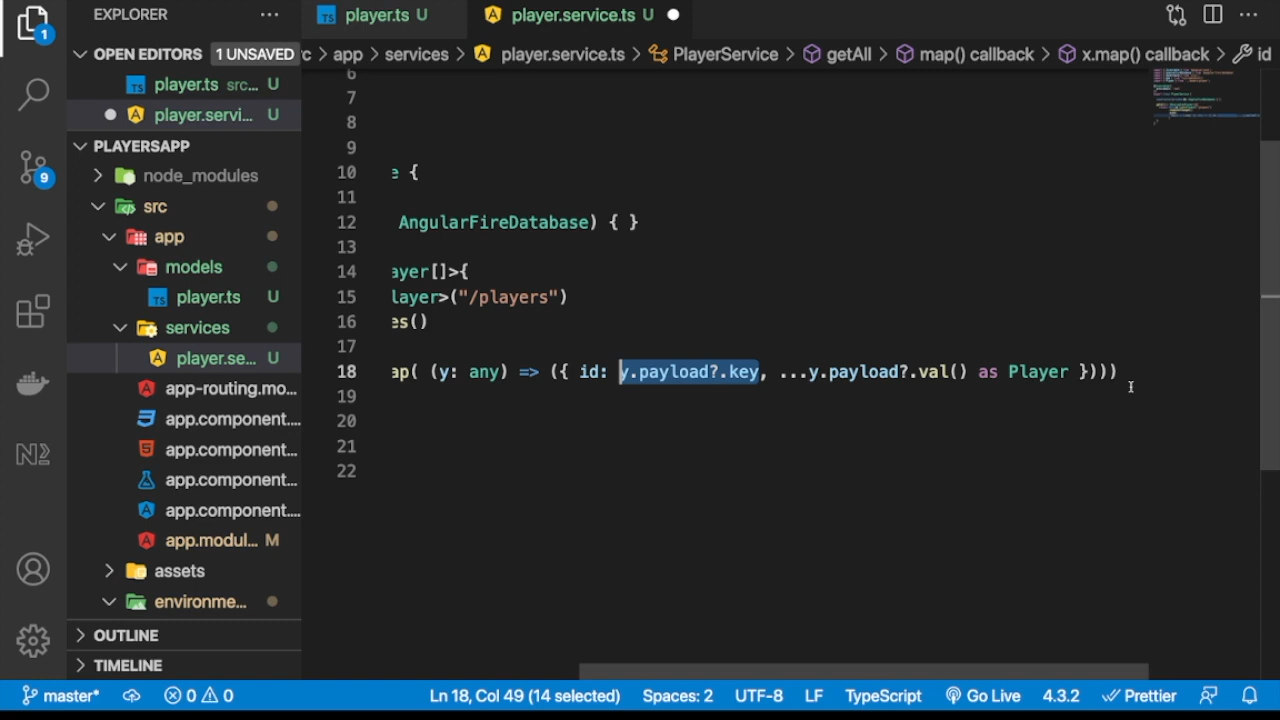 EXPLORER
OPEN EDITORS 1 UNSAVED
player.ts src... U
player.servi... U
PLAYERSAPP
node_modules
src
app
models
player.ts U
services
player.se... U
app-routing.mo...
app.component...
app.component...
app.component...
app.component...
app.modul... M
assets
environme...
OUTLINE
TIMELINE
1
9
player.ts U
player.service.ts U
rc > app > services > player.service.ts > PlayerService > getAll > map() callback > x.map() callback > id
6
7
8
9
10 e {
11
12 AngularFireDatabase) { }
13
14 ayer[]>{
15 layer>("/players")
16 es()
17
18 ap( (y: any) => ({ id: y.payload?.key, ...y.payload?.val() as Player })))
19
20
21
22
master* 0 0 Ln 18, Col 49 (14 selected) Spaces: 2 UTF-8 LF TypeScript Go Live 4.3.2 Prettier